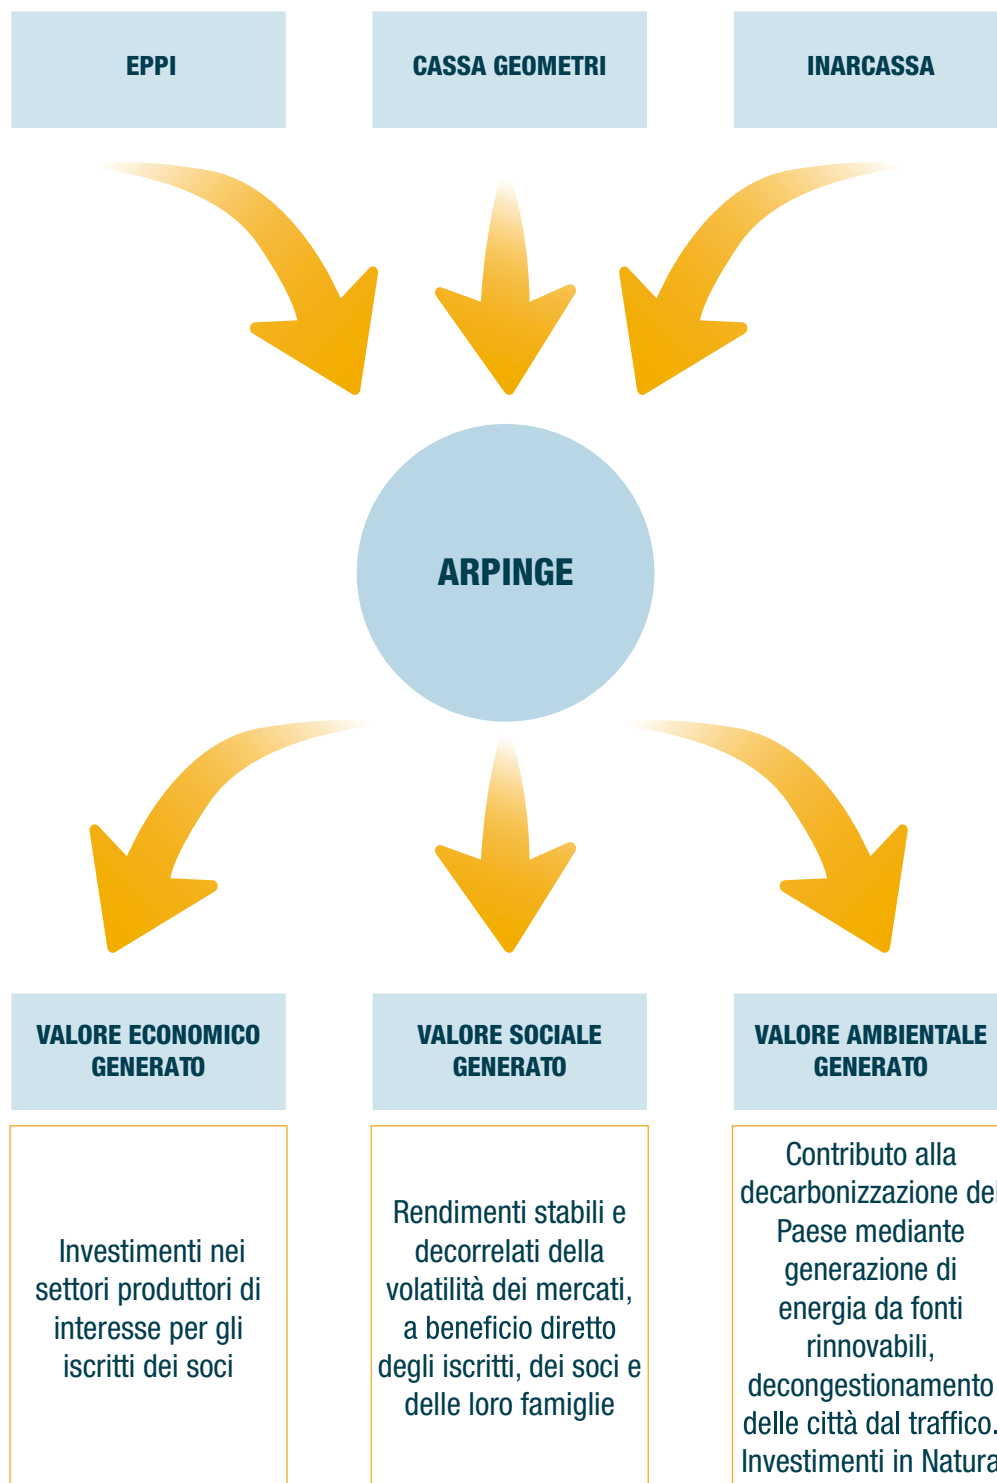 EPPI
CASSA GEOMETRI
INARCASSA
ARPINGE
VALORE ECONOMICO
GENERATO
Investimenti nei
settori produttori di
interesse per gli
iscritti dei soci
VALORE SOCIALE
GENERATO
Rendimenti stabili e
decorrelati della
volatilità dei mercati,
a beneficio diretto
degli iscritti, dei soci e
delle loro famiglie
VALORE AMBIENTALE
GENERATO
Contributo alla
decarbonizzazione del
Paese mediante
generazione di
energia da fonti
rinnovabili,
decongestionamento
delle città dal traffico.
Investimenti in Natura